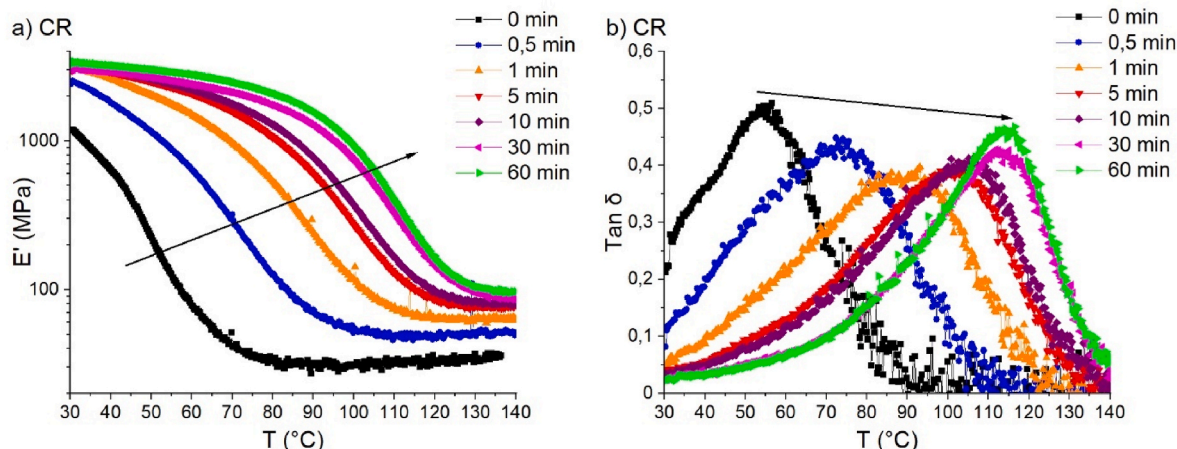 a) CR
0 min
0,5 min
1 min
5 min
10 min
30 min
60 min
1000
100
E' (MPa)
30 40 50 60 70 80 90 100 110 120 130 140
T (°C)
b) CR
0 min
0,5 min
1 min
5 min
10 min
30 min
60 min
0,6
0,5
0,4
0,3
0,2
0,1
0
Tan δ
30 40 50 60 70 80 90 100 110 120 130 140
T (°C)